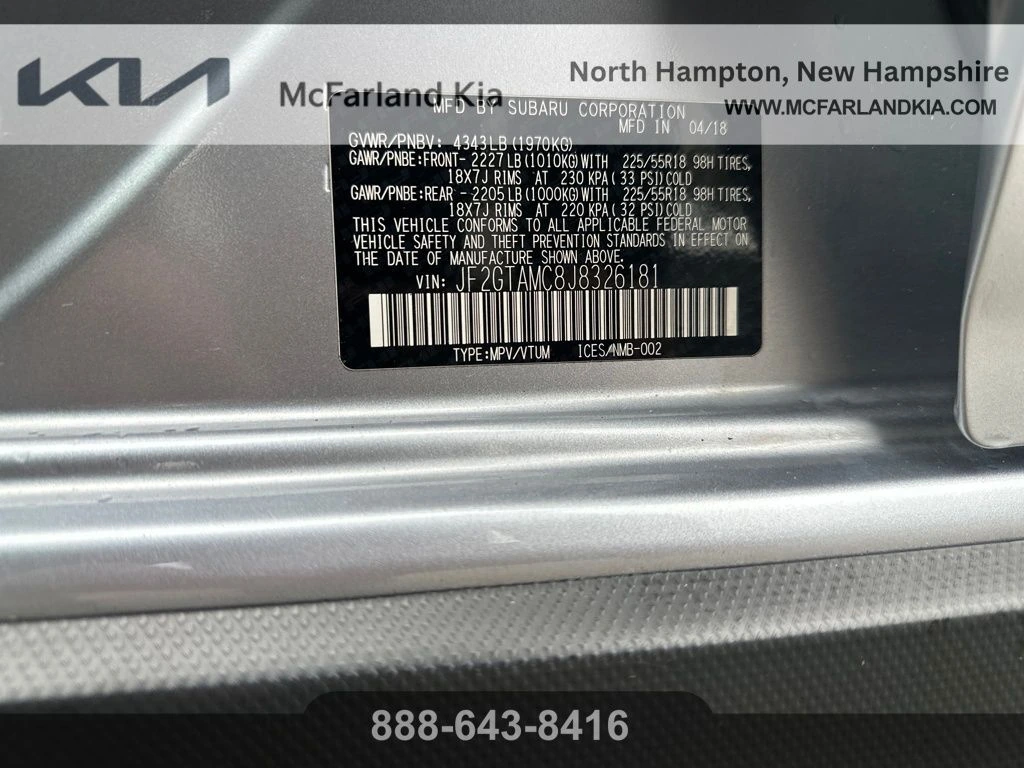 KIA
McFarland Kia
North Hampton, New Hampshire
WWW.MCFARLANDKIA.COM
MFD BY SUBARU CORPORATION
MFD IN 04/18
GVWR/PNBV: 4343LB(1970KG)
GAWR/PNBE:FRONT- 2227LB(1010KG)WITH 225/55R18 98H TIRES,
18X7J RIMS AT 230 KPA( 33 PSI)COLD
GAWR/PNBE:REAR - 2205LB(1000KG)WITH 225/55R18 98H TIRES,
18X7J RIMS AT 220 KPA( 32 PSI)COLD
THIS VEHICLE CONFORMS TO ALL APPLICABLE FEDERAL MOTOR
VEHICLE SAFETY AND THEFT PREVENTION STANDARDS IN EFFECT ON
THE DATE OF MANUFACTURE SHOWN ABOVE.
VIN: JF2GTAMC8J8326181
TYPE:MPV/VTUM ICES/NMB-002
888-643-8416